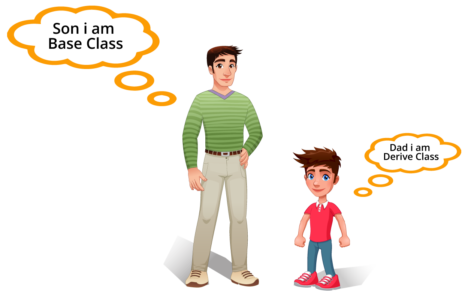 Son i am
Base Class
Dad i am
Derive Class